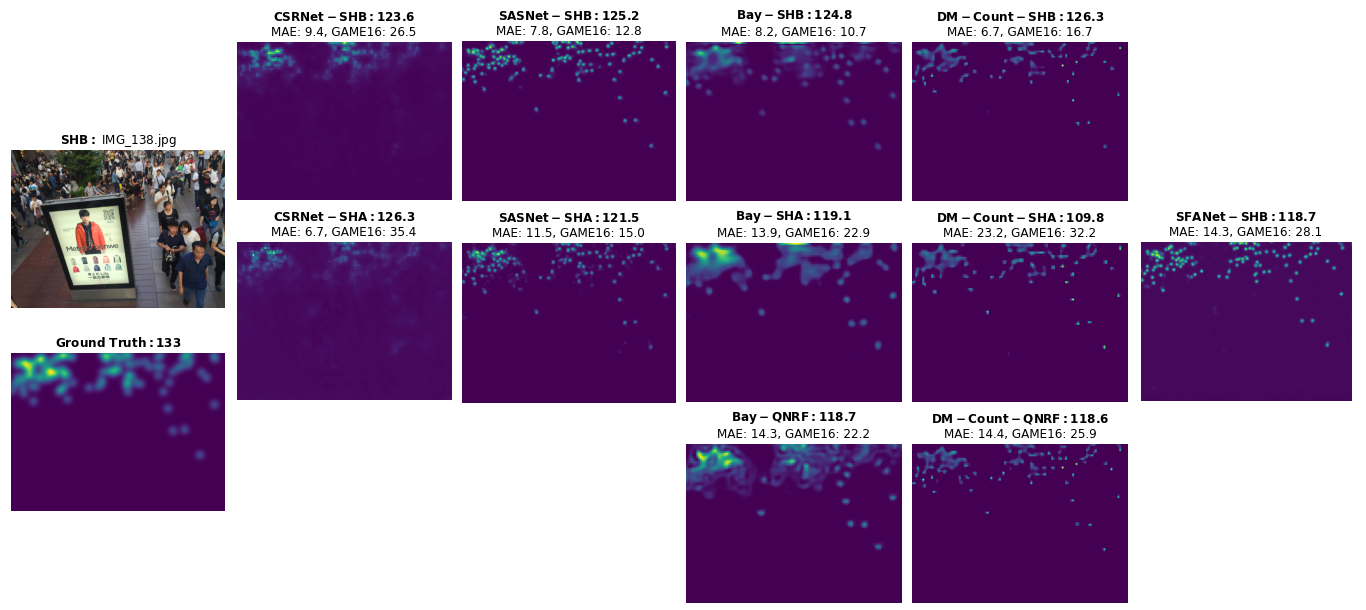 CSRNet-SHB: 123.6
MAE: 9.4, GAME16: 26.5
SASNet-SHB: 125.2
MAE: 7.8, GAME16: 12.8
Bay-SHB: 124.8
MAE: 8.2, GAME16: 10.7
DM-Count-SHB: 126.3
MAE: 6.7, GAME16: 16.7
SHB: IMG_138.jpg
CSRNet-SHA: 126.3
MAE: 6.7, GAME16: 35.4
SASNet-SHA: 121.5
MAE: 11.5, GAME16: 15.0
Bay-SHA: 119.1
MAE: 13.9, GAME16: 22.9
DM-Count-SHA: 109.8
MAE: 23.2, GAME16: 32.2
SFANet-SHB: 118.7
MAE: 14.3, GAME16: 28.1
Ground Truth: 133
Bay-QNRF: 118.7
MAE: 14.3, GAME16: 22.2
DM-Count-QNRF: 118.6
MAE: 14.4, GAME16: 25.9